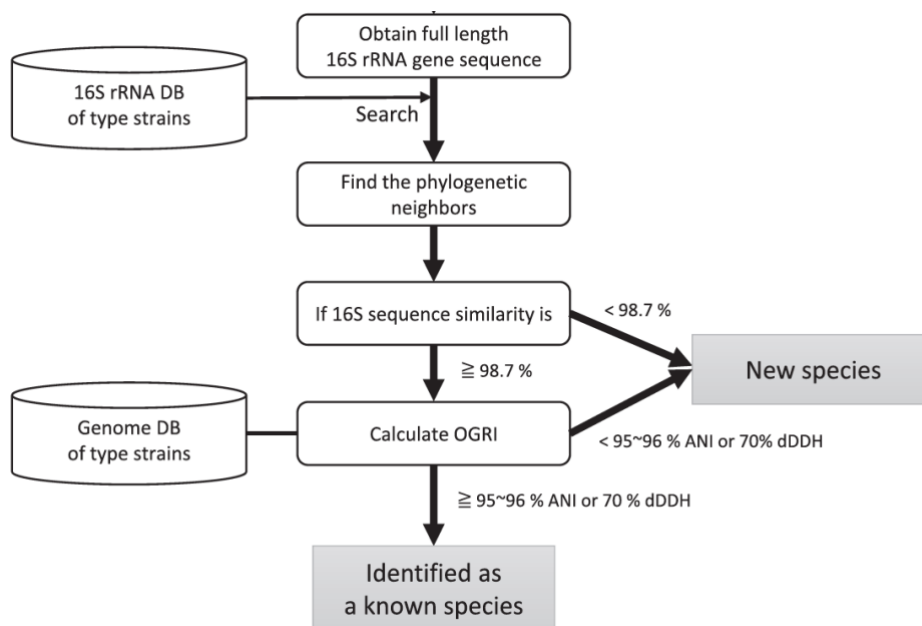 Obtain full length
16S rRNA gene sequence
16S rRNA DB
of type strains
Search
Find the phylogenetic
neighbors
If 16S sequence similarity is
< 98.7 %
≧ 98.7 %
New species
Genome DB
of type strains
Calculate OGRI
< 95~96 % ANI or 70% dDDH
≧ 95~96 % ANI or 70 % dDDH
Identified as
a known species